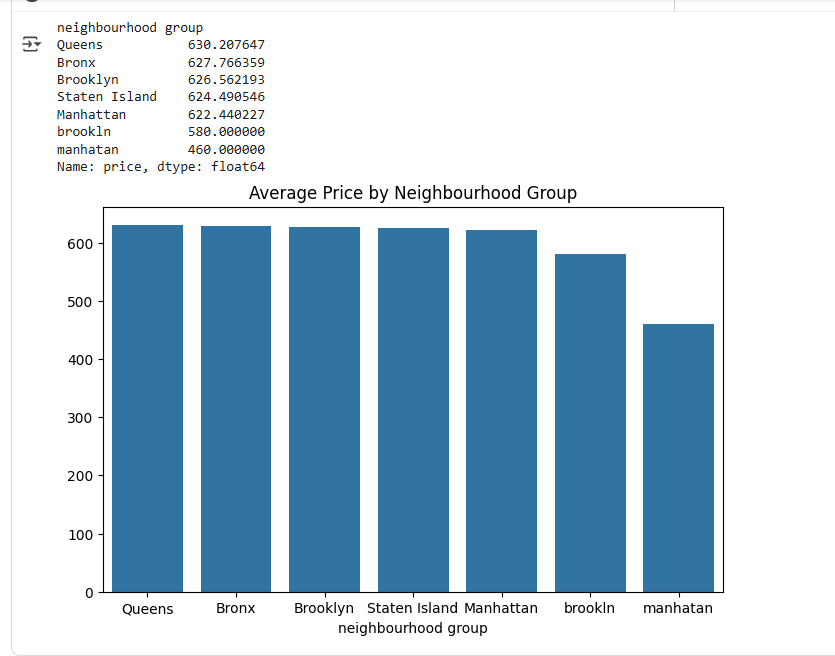 neighbourhood group
Queens 630.207647
Bronx 627.766359
Brooklyn 626.562193
Staten Island 624.490546
Manhattan 622.440227
brookln 580.000000
manhatan 460.000000
Name: price, dtype: float64
Average Price by Neighbourhood Group
600
500
400
300
200
100
0
Queens Bronx Brooklyn Staten Island Manhattan brookln manhatan
neighbourhood group